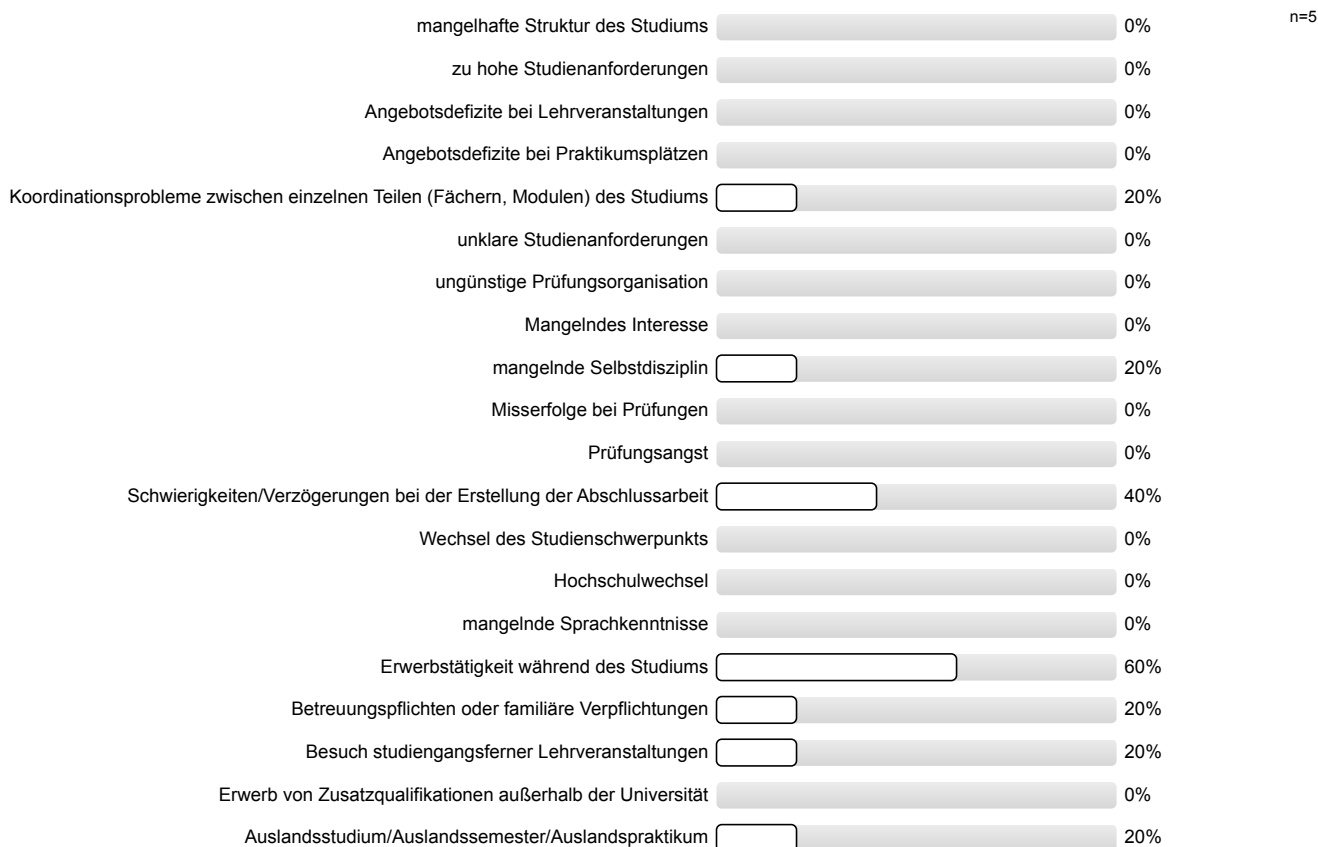 mangelhafte Struktur des Studiums 0% n=5
zu hohe Studienanforderungen 0%
Angebotsdefizite bei Lehrveranstaltungen 0%
Angebotsdefizite bei Praktikumsplätzen 0%
Koordinationsprobleme zwischen einzelnen Teilen (Fächern, Modulen) des Studiums 20%
unklare Studienanforderungen 0%
ungünstige Prüfungsorganisation 0%
Mangelndes Interesse 0%
mangelnde Selbstdisziplin 20%
Misserfolge bei Prüfungen 0%
Prüfungsangst 0%
Schwierigkeiten/Verzögerungen bei der Erstellung der Abschlussarbeit 40%
Wechsel des Studienschwerpunkts 0%
Hochschulwechsel 0%
mangelnde Sprachkenntnisse 0%
Erwerbstätigkeit während des Studiums 60%
Betreuungspflichten oder familiäre Verpflichtungen 20%
Besuch studiengangsferner Lehrveranstaltungen 20%
Erwerb von Zusatzqualifikationen außerhalb der Universität 0%
Auslandsstudium/Auslandssemester/Auslandspraktikum 20%